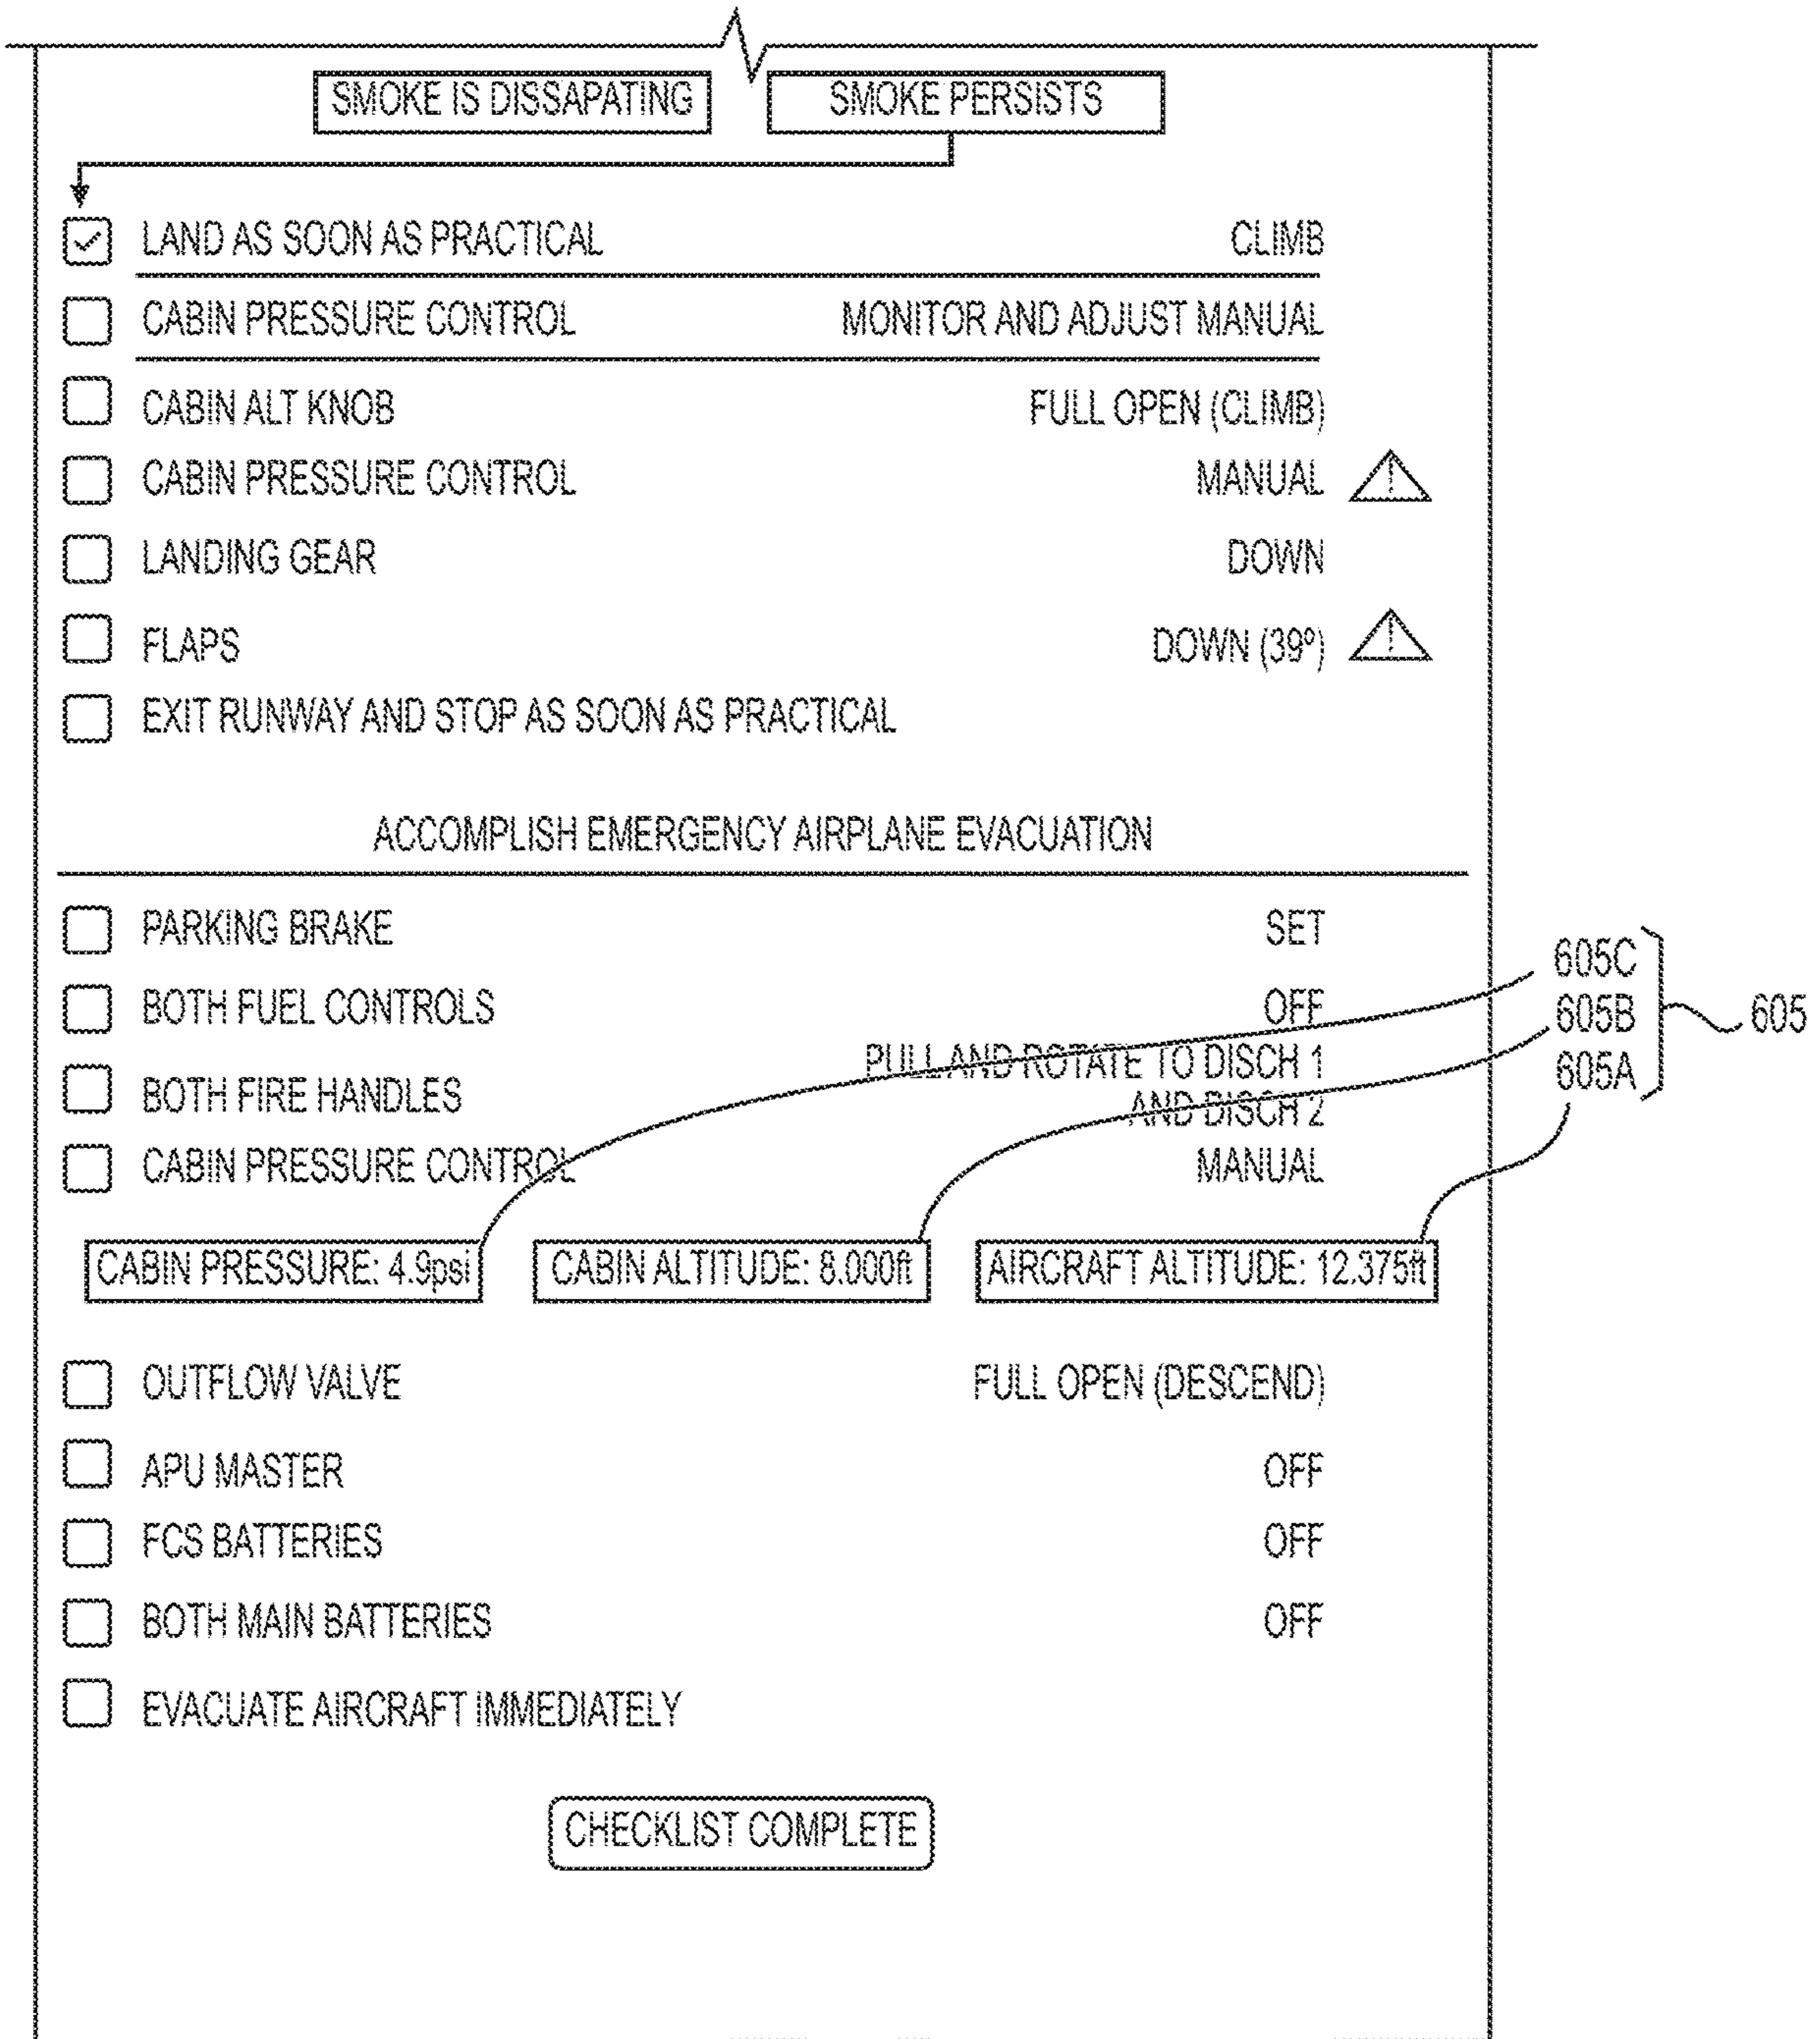 SMOKE IS DISSAPATING SMOKE PERSISTS
LAND AS SOON AS PRACTICAL CLIMB
CABIN PRESSURE CONTROL MONITOR AND ADJUST MANUAL
CABIN ALT KNOB FULL OPEN (CLIMB)
CABIN PRESSURE CONTROL MANUAL !
LANDING GEAR DOWN
FLAPS DOWN (39º) !
EXIT RUNWAY AND STOP AS SOON AS PRACTICAL
ACCOMPLISH EMERGENCY AIRPLANE EVACUATION
PARKING BRAKE SET
605C
BOTH FUEL CONTROLS OFF
605B 605
BOTH FIRE HANDLES PULL AND ROTATE TO DISCH 1
AND DISCH 2
605A
CABIN PRESSURE CONTROL MANUAL
CABIN PRESSURE: 4.9psi CABIN ALTITUDE: 8.000ft AIRCRAFT ALTITUDE: 12.375ft
OUTFLOW VALVE FULL OPEN (DESCEND)
APU MASTER OFF
FCS BATTERIES OFF
BOTH MAIN BATTERIES OFF
EVACUATE AIRCRAFT IMMEDIATELY
CHECKLIST COMPLETE